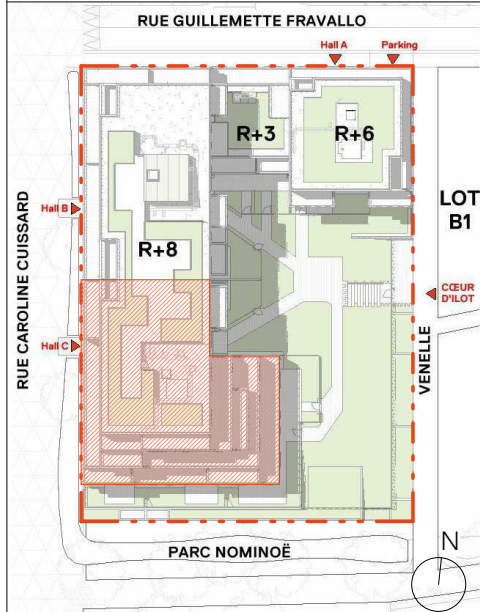 RUE GUILLEMETTE FRAVALLO
Hall A
Parking
R+3
R+6
LOT
B1
Hall B
R+8
RUE CAROLINE CUISSARD
CŒUR
D'ILOT
Hall C
VENELLE
PARC NOMINOË
N